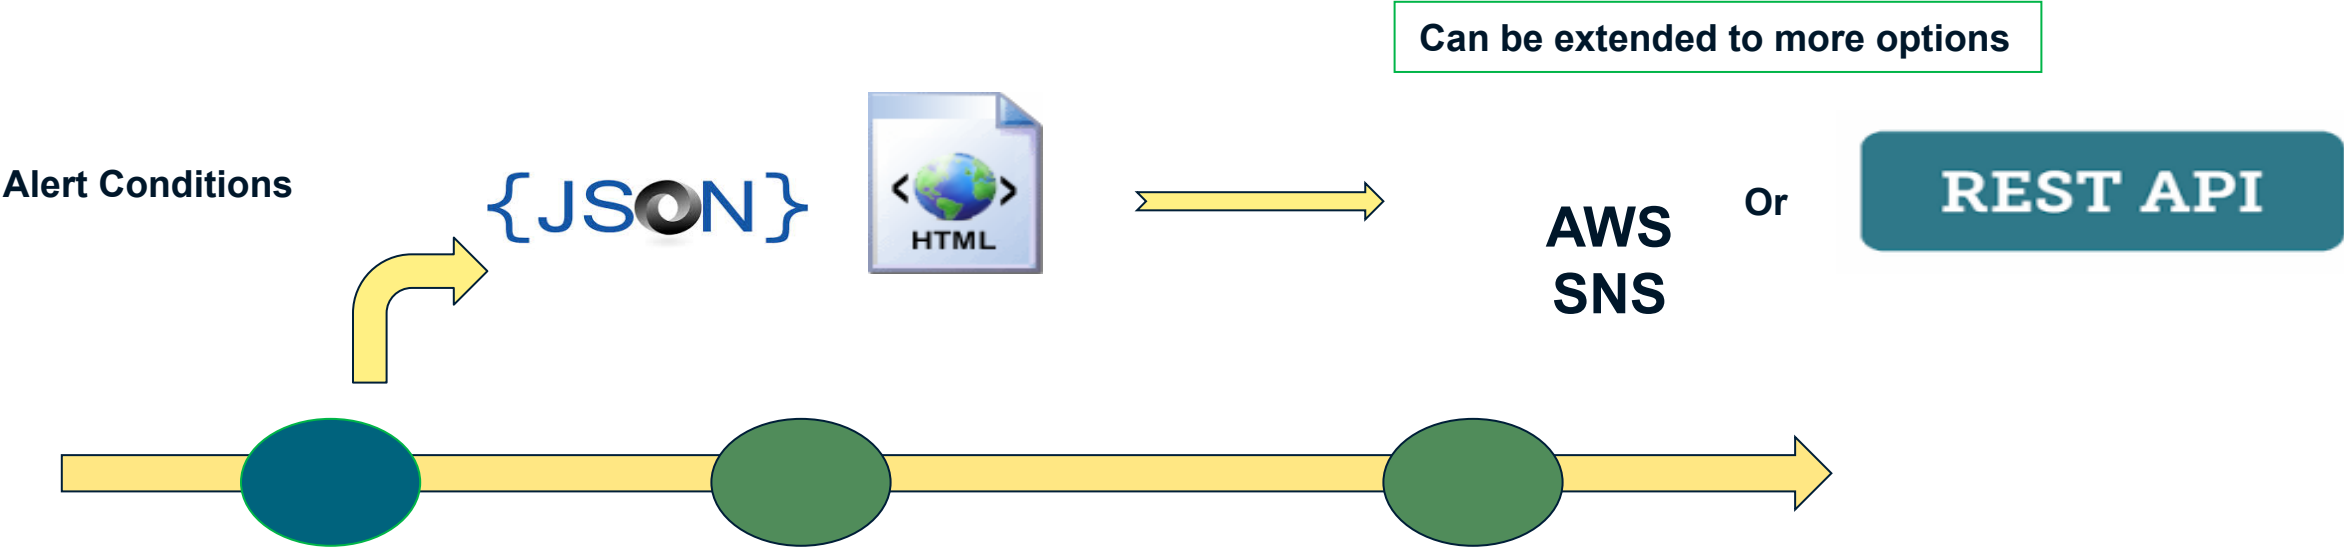 Can be extended to more options
Alert Conditions
{JSON}
< >
HTML
AWS
SNS
Or
REST API